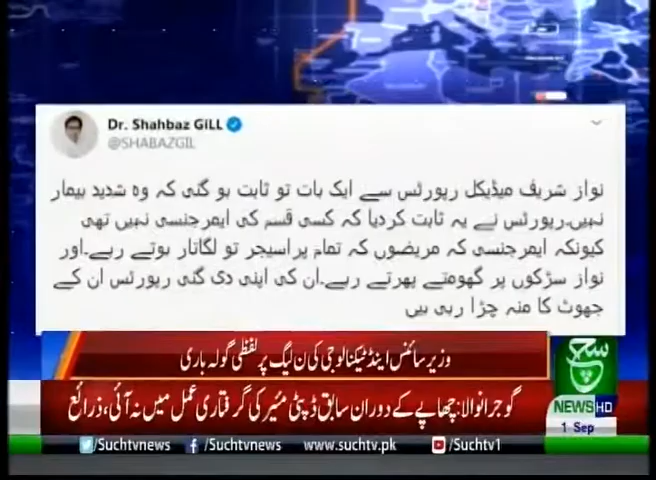 Dr. Shahbaz GiLL
@SHABAZGIL
نواز شریف میڈیکل رپورٹس سے ایک بات تو ثابت ہو گئی کہ وہ شدید بیمار
نہیں۔رپورٹس نے یہ ثابت کردیا کہ کسی قسم کی ایمرجنسی نہیں تھی
کیونکہ ایمرجنسی کہ مریضوں کہ تمام پراسیجر تو لگاتار ہوتے رہے۔اور
نواز سڑکوں پر گھومتے پھرتے رہے۔ان کی اپنی دی گئی رپورٹس ان کے
جھوٹ کا منہ چڑا رہی ہیں
وزیر سائنس اینڈ ٹیکنالوجی کی ن لیگ پر لفظی گولہ باری
سچ
گوجرانوالا: چھاپے کے دوران سابق ڈپٹی مئیر کی گرفتاری عمل میں نہ آئی، ذرائع
NEWS HD
1 Sep
/Suchtvnews
/Suchtvnews
www.suchtv.pk
/Suchtv1